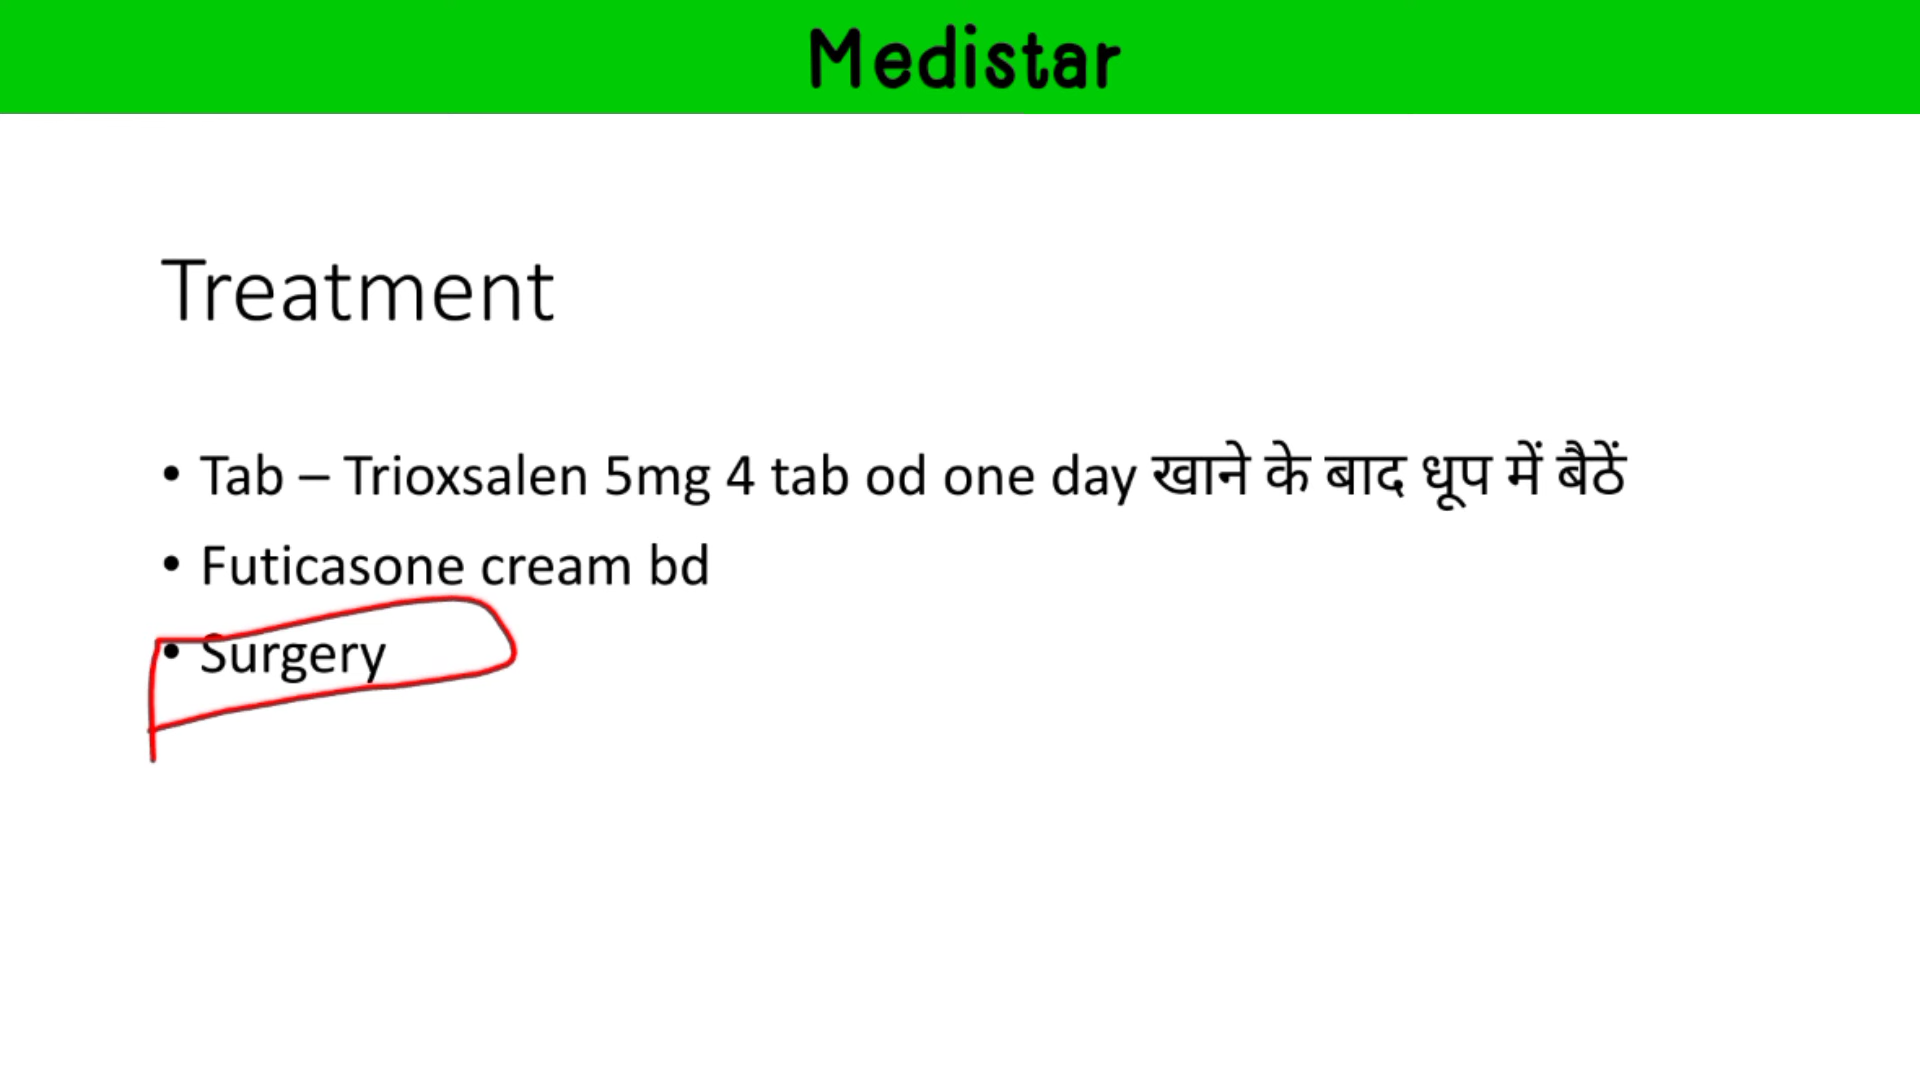 Medistar
Treatment
• Tab – Trioxsalen 5mg 4 tab od one day खाने के बाद धूप में बैठें
• Futicasone cream bd
• Surgery